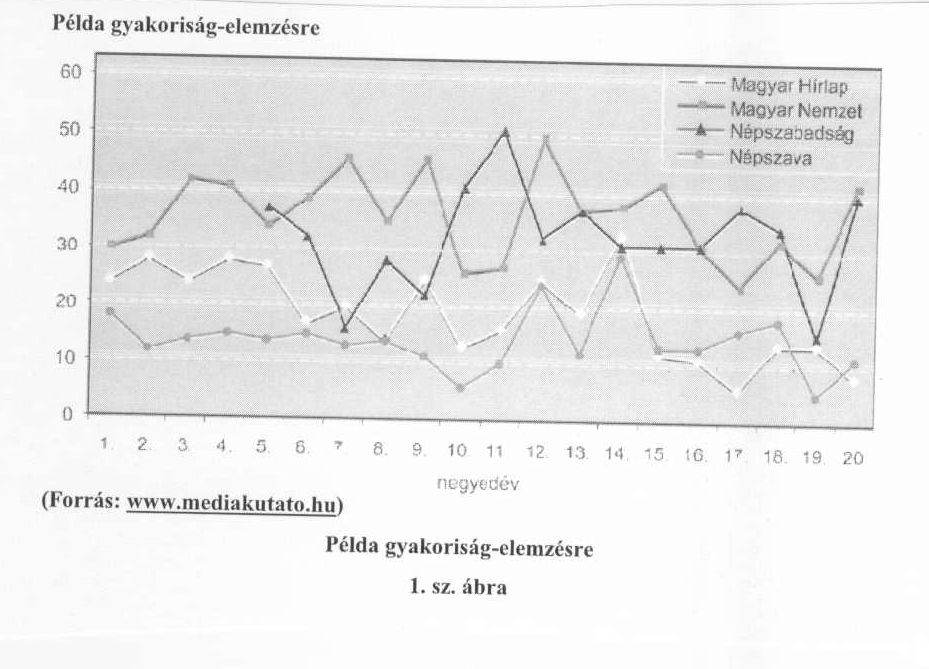 Példa gyakoriság-elemzésre
60
50
40
30
20
10
0
Magyar Hírlap
Magyar Nemzet
Népszabadság
Népszava
1. 2. 3. 4. 5. 6. 7 8. 9. 10 11 12. 13. 14. 15. 16. 17. 18. 19. 20
negyedév
(Forrás: www.mediakutato.hu)
Példa gyakoriság-elemzésre
1. sz. ábra